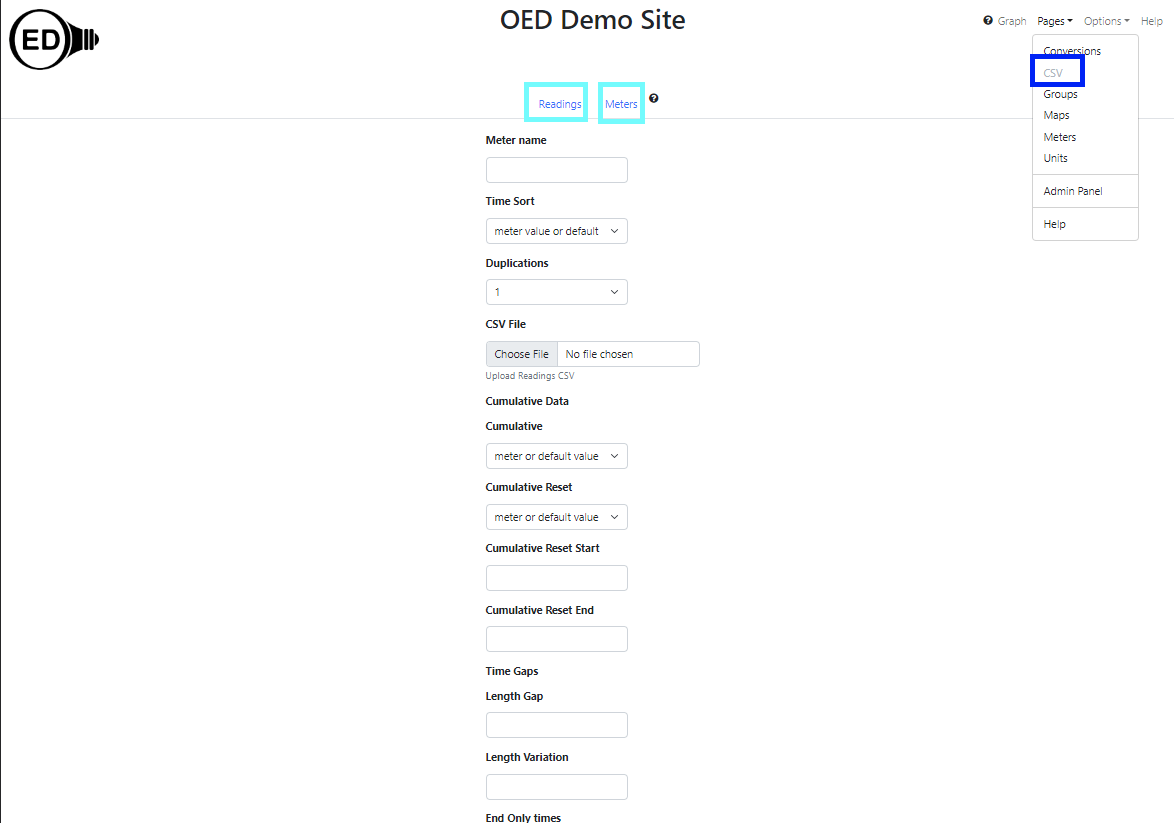 ED
OED Demo Site
Graph Pages Options Help
Conversions
CSV
Groups
Maps
Meters
Units
Admin Panel
Help
Readings Meters
Meter name
Time Sort
meter value or default
Duplications
1
CSV File
Choose File No file chosen
Upload Readings CSV
Cumulative Data
Cumulative
meter or default value
Cumulative Reset
meter or default value
Cumulative Reset Start
Cumulative Reset End
Time Gaps
Length Gap
Length Variation
End Only times